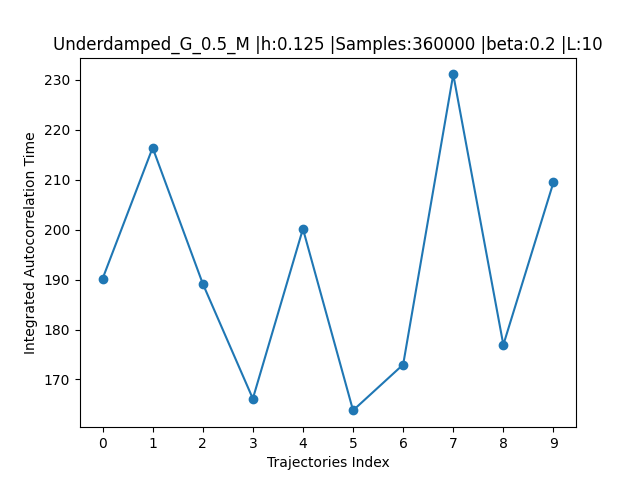 Underdamped_G_0.5_M |h:0.125 |Samples:360000 |beta:0.2 |L:10
Integrated Autocorrelation Time
230
220
210
200
190
180
170
0 1 2 3 4 5 6 7 8 9
Trajectories Index